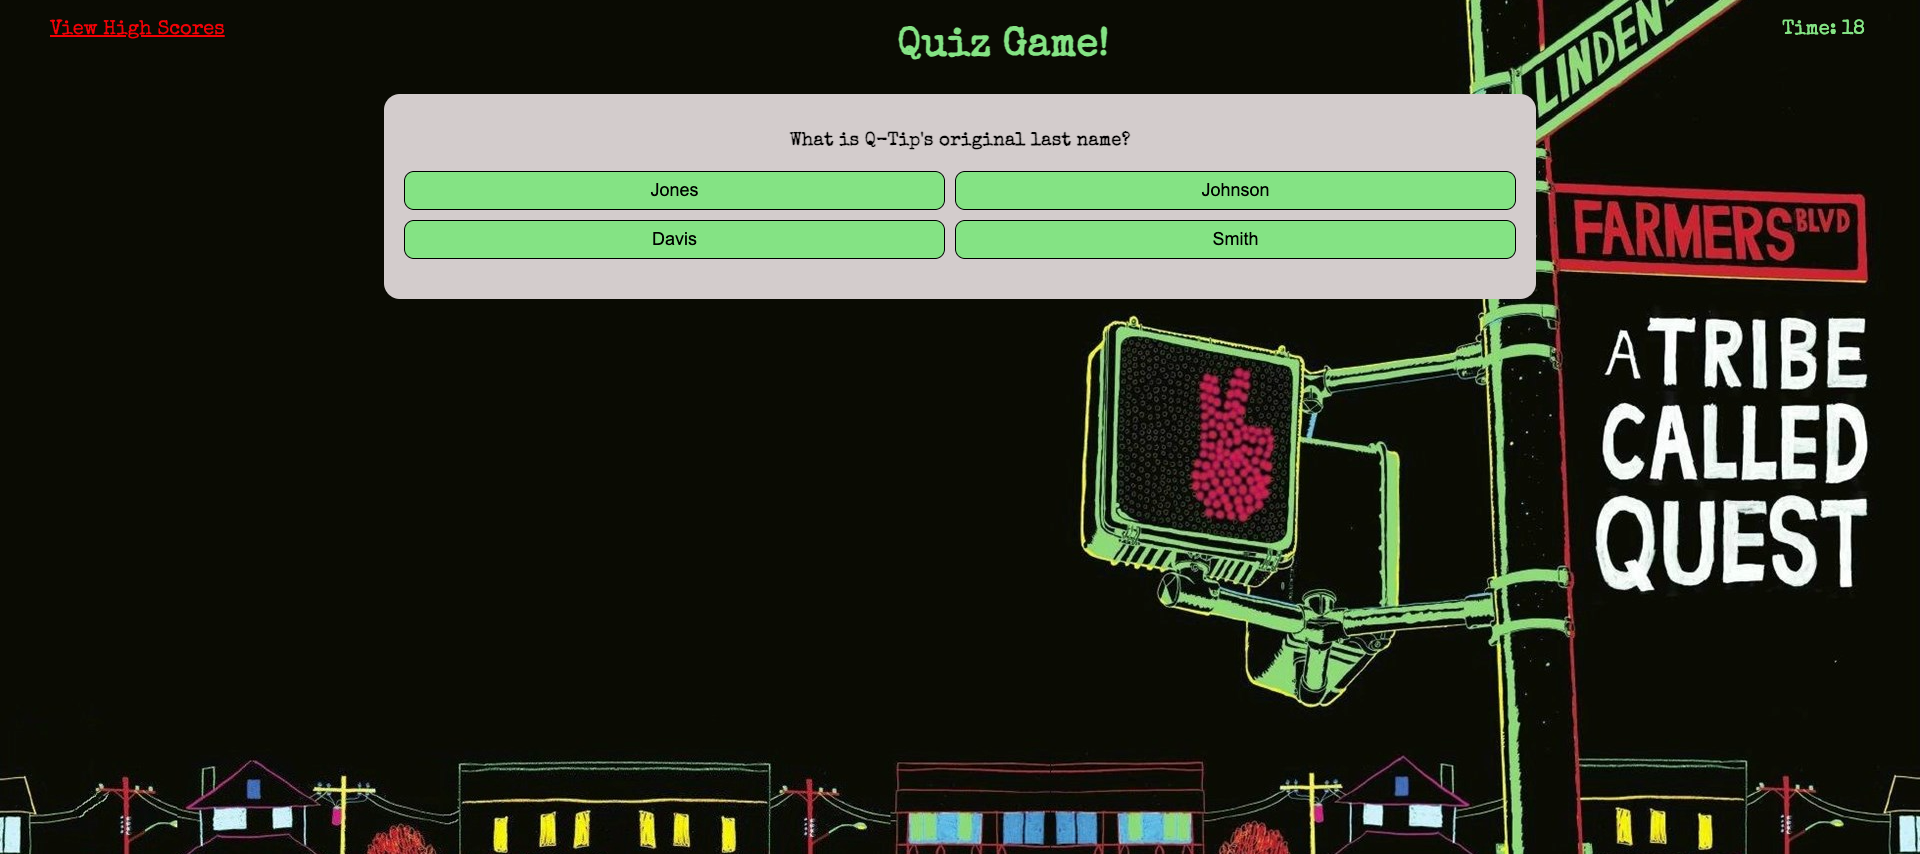 View High Scores
Quiz Game!
Time: 18
What is Q-Tip's original last name?
Jones
Johnson
Davis
Smith
LINDEN
FARMERS BLVD
A TRIBE
CALLED
QUEST